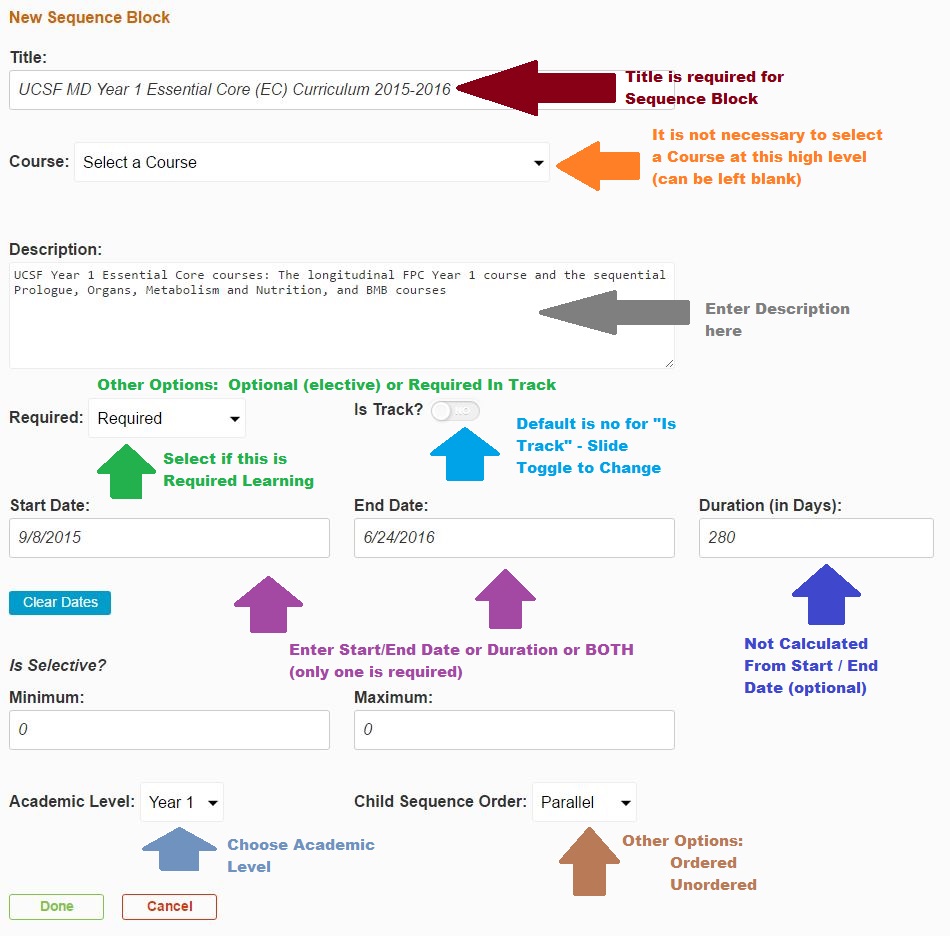 New Sequence Block
Title:
UCSF MD Year 1 Essential Core (EC) Curriculum 2015-2016
Title is required for
Sequence Block
Course:
Select a Course
It is not necessary to select
a Course at this high level
(can be left blank)
Description:
UCSF Year 1 Essential Core courses: The longitudinal FPC Year 1 course and the sequential
Prologue, Organs, Metabolism and Nutrition, and BMB courses
Enter Description
here
Other Options: Optional (elective) or Required In Track
Required:
Required
Is Track?
NO
Default is no for "Is
Track" - Slide
Toggle to Change
Select if this is
Required Learning
Start Date:
End Date:
Duration (in Days):
9/8/2015
6/24/2016
280
Clear Dates
Enter Start/End Date or Duration or BOTH
(only one is required)
Not Calculated
From Start / End
Date (optional)
Is Selective?
Minimum:
Maximum:
0
0
Academic Level:
Year 1
Child Sequence Order:
Parallel
Choose Academic
Level
Other Options:
Ordered
Unordered
Done
Cancel